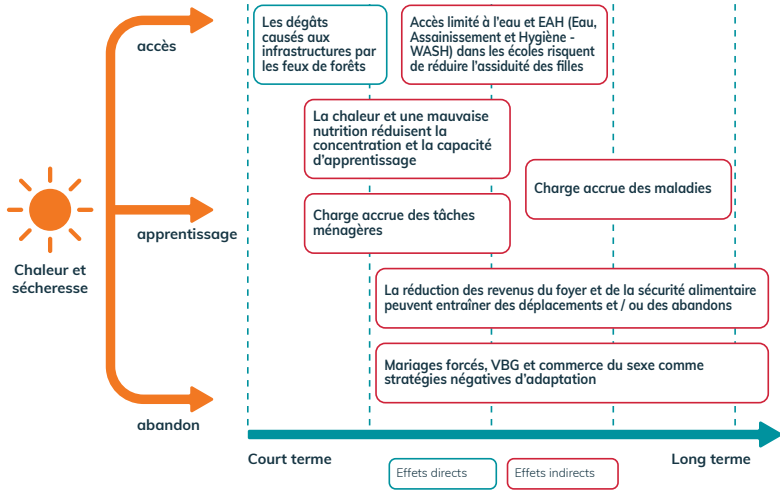 accès
Les dégâts
causés aux
infrastructures par
les feux de forêts
Accès limité à l'eau et EAH (Eau,
Assainissement et Hygiène -
WASH) dans les écoles risquent
de réduire l'assiduité des filles
La chaleur et une mauvaise
nutrition réduisent la
concentration et la capacité
d'apprentissage
Charge accrue des maladies
Charge accrue des tâches
ménagères
apprentissage
Chaleur et
sécheresse
La réduction des revenus du foyer et de la sécurité alimentaire
peuvent entraîner des déplacements et / ou des abandons
Mariages forcés, VBG et commerce du sexe comme
stratégies négatives d'adaptation
abandon
Court terme
Long terme
Effets directs
Effets indirects